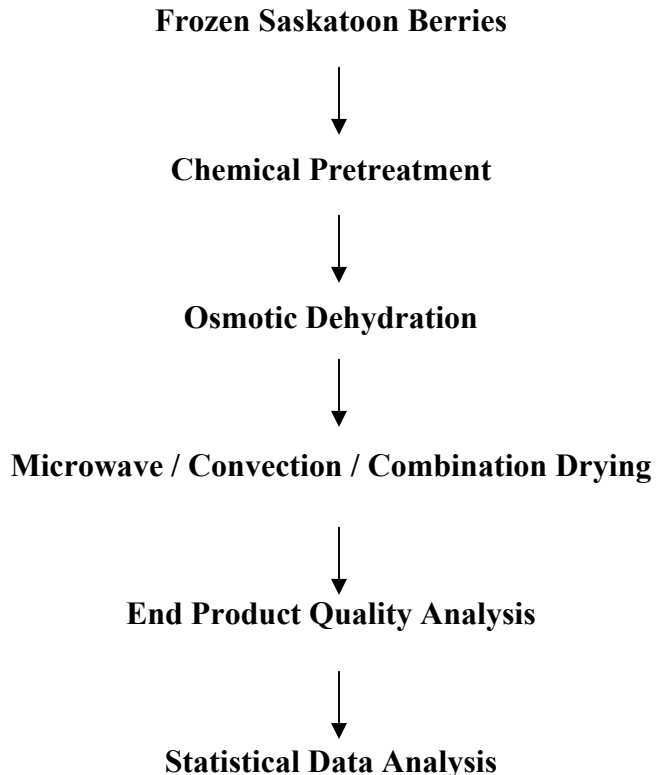 Frozen Saskatoon Berries
Chemical Pretreatment
Osmotic Dehydration
Microwave / Convection / Combination Drying
End Product Quality Analysis
Statistical Data Analysis